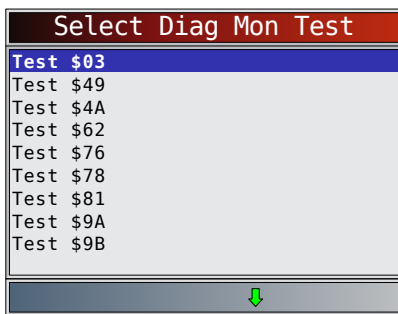 Select Diag Mon Test
Test $03
Test $49
Test $4A
Test $62
Test $76
Test $78
Test $81
Test $9A
Test $9B